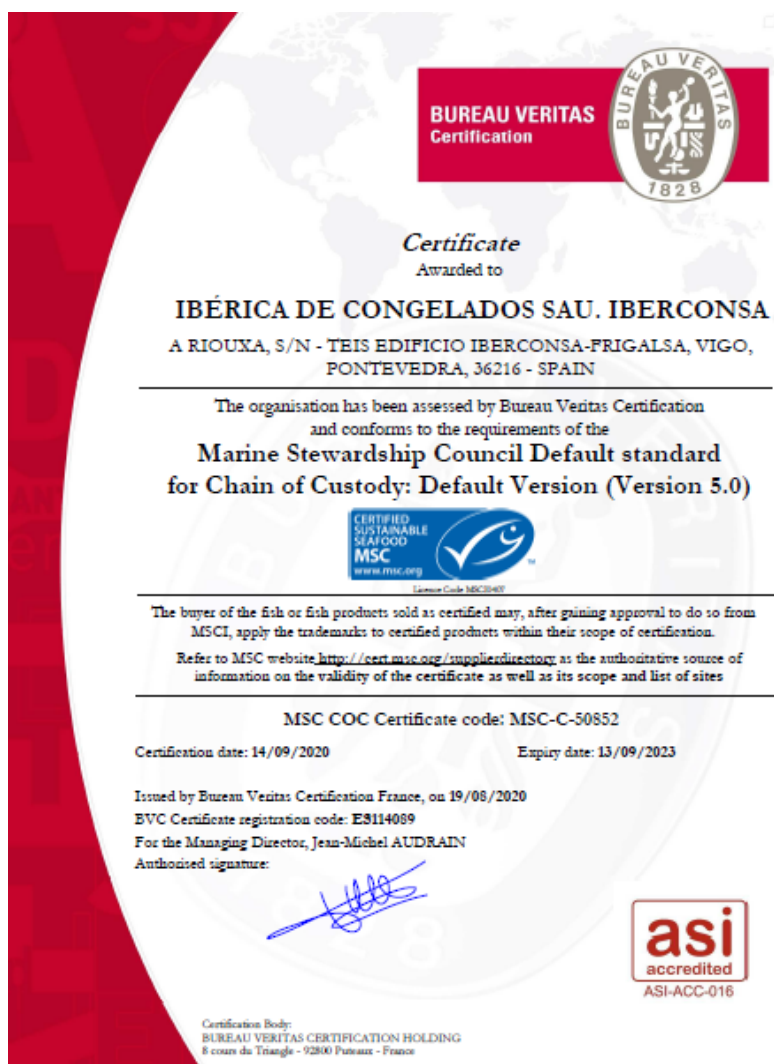 BUREAU VERITAS
Certification
BUREAU VERITAS
1828
Certificate
Awarded to
IBÉRICA DE CONGELADOS SAU. IBERCONSA
A RIOUXA, S/N - TEIS EDIFICIO IBERCONSA-FRIGALSA, VIGO,
PONTEVEDRA, 36216 - SPAIN
The organisation has been assessed by Bureau Veritas Certification
and conforms to the requirements of the
Marine Stewardship Council Default standard
for Chain of Custody: Default Version (Version 5.0)
CERTIFIED
SUSTAINABLE
SEAFOOD
MSC
www.msc.org
TM
Licence Code
The buyer of the fish or fish products sold as certified may, after gaining approval to do so from
MSCI, apply the trademarks to certified products within their scope of certification.
Refer to MSC website http://cert.msc.org/supplierdirectory as the authoritative source of
information on the validity of the certificate as well as its scope and list of sites
MSC COC Certificate code: MSC-C-50852
Certification date: 14/09/2020 Expiry date: 13/09/2023
Issued by Bureau Veritas Certification France, on 19/08/2020
BVC Certificate registration code: ES114089
For the Managing Director, Jean-Michel AUDRAIN
Authorised signature:
asi
accredited
ASI-ACC-016
Certification Body:
BUREAU VERITAS CERTIFICATION HOLDING
8 cours du Triangle - 92800 Puteaux - France